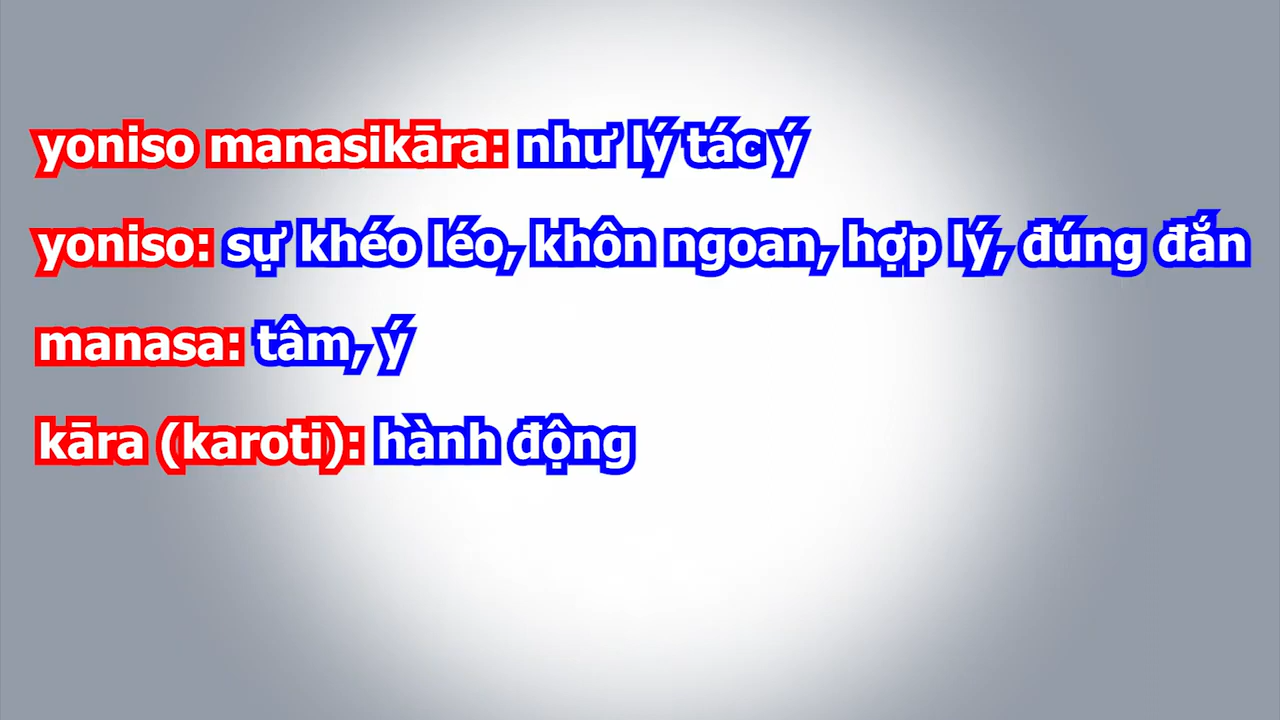 yoniso manasikāra: như lý tác ý
yoniso: sự khéo léo, khôn ngoan, hợp lý, đúng đắn
manasa: tâm, ý
kāra (karoti): hành động